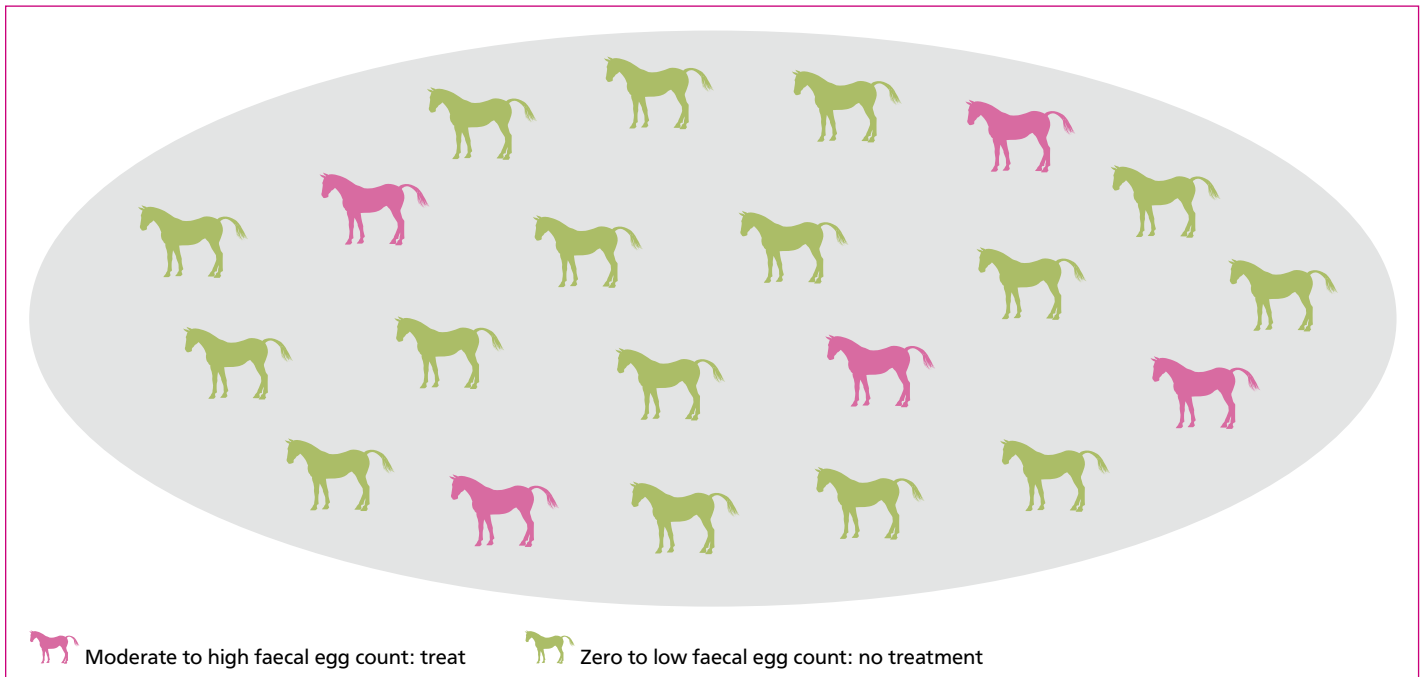 Moderate to high faecal egg count: treat
Zero to low faecal egg count: no treatment